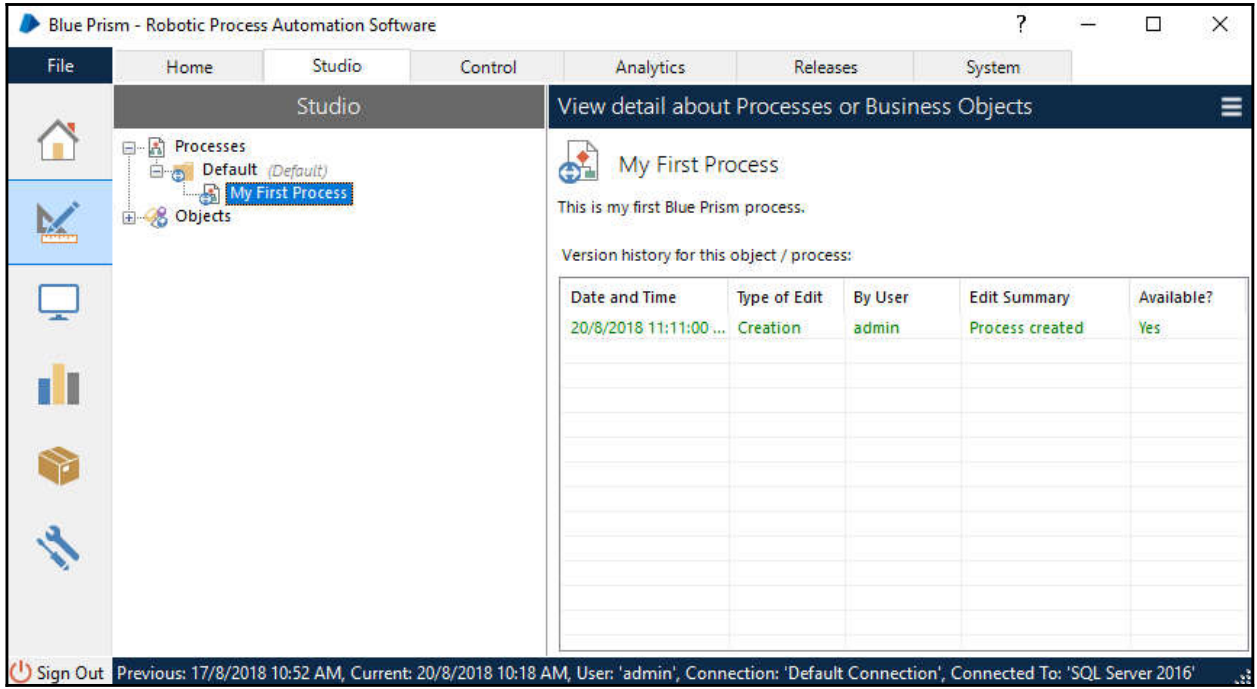 Blue Prism - Robotic Process Automation Software
?
File Home Studio Control Analytics Releases System
Studio
View detail about Processes or Business Objects
Processes
Default (Default)
My First Process
Objects
My First Process
This is my first Blue Prism process.
Version history for this object / process:
Date and Time Type of Edit By User Edit Summary Available?
20/8/2018 11:11:00 ... Creation admin Process created Yes
Sign Out Previous: 17/8/2018 10:52 AM, Current: 20/8/2018 10:18 AM, User: 'admin', Connection: 'Default Connection', Connected To: 'SQL Server 2016'